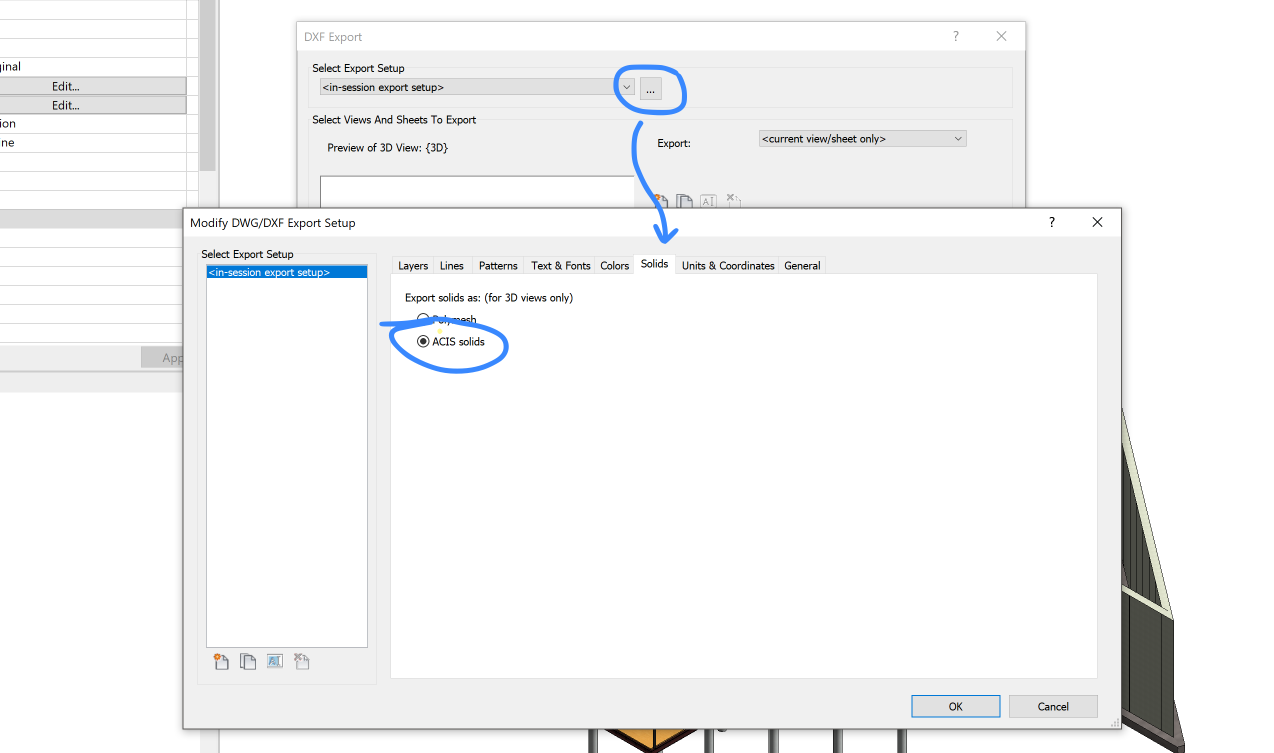 ginal
Edit...
Edit...
ion
ne
App
DXF Export
?
Select Export Setup
<in-session export setup>
...
Select Views And Sheets To Export
Preview of 3D View: {3D}
Export:
<current view/sheet only>
Modify DWG/DXF Export Setup
?
Select Export Setup
<in-session export setup>
Layers Lines Patterns Text & Fonts Colors Solids Units & Coordinates General
Export solids as: (for 3D views only)
Polymesh
ACIS solids
OK Cancel